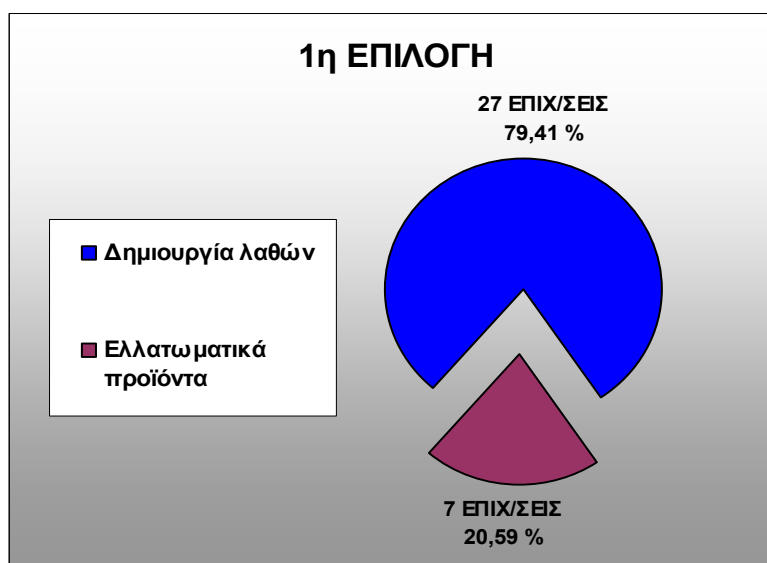 1η ΕΠΙΛΟΓΗ
27 ΕΠΙΧ/ΣΕΙΣ
79,41 %
Δημιουργία λαθών
Ελλατωματικά
προϊόντα
7 ΕΠΙΧ/ΣΕΙΣ
20,59 %